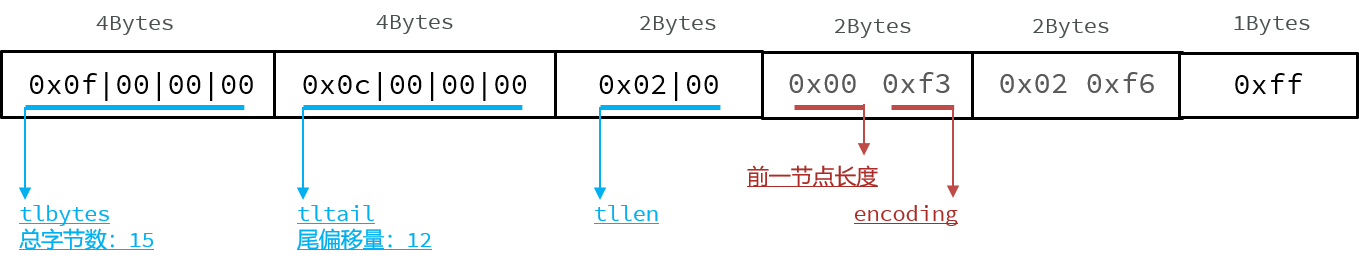 4Bytes 4Bytes 2Bytes 2Bytes 2Bytes 1Bytes
0x0f|00|00|00 0x0c|00|00|00 0x02|00 0x00 0xf3 0x02 0xf6 0xff
前一节点长度
tlbytes tltail tllen encoding
总字节数：15 尾偏移量：12